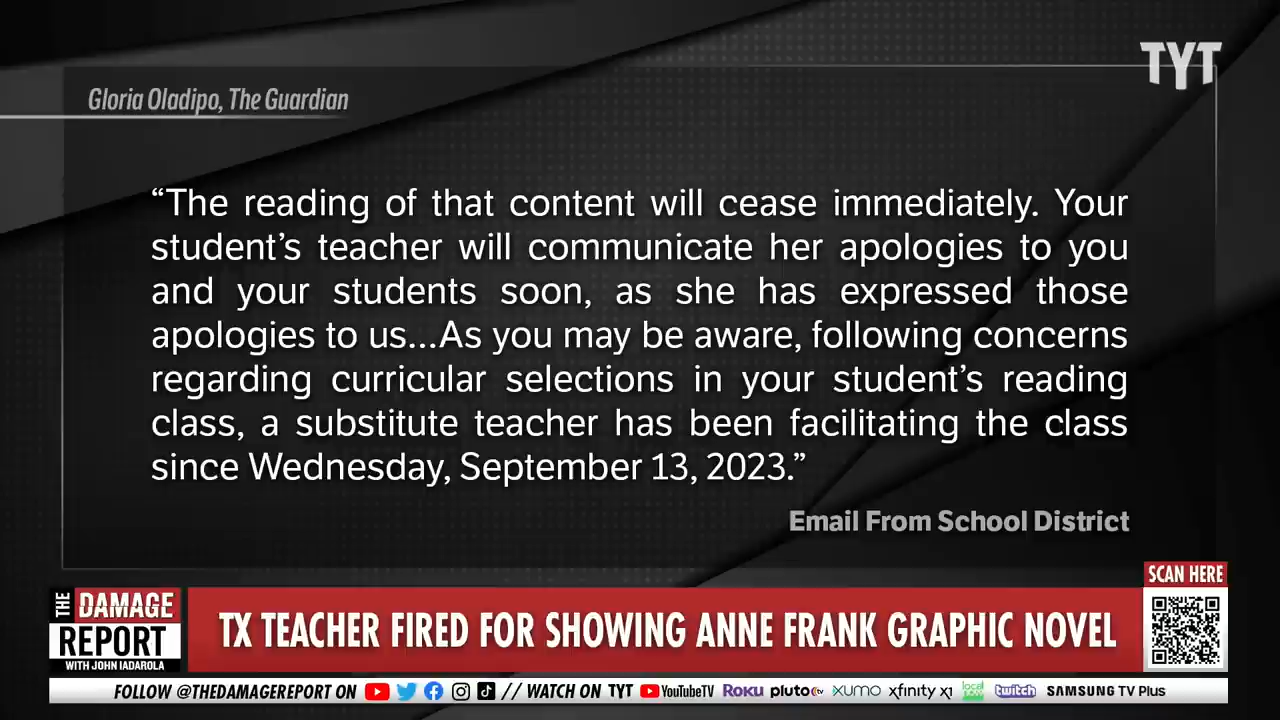 TYT
Gloria Oladipo, The Guardian
“The reading of that content will cease immediately. Your
student’s teacher will communicate her apologies to you
and your students soon, as she has expressed those
apologies to us...As you may be aware, following concerns
regarding curricular selections in your student’s reading
class, a substitute teacher has been facilitating the class
since Wednesday, September 13, 2023.”
Email From School District
SCAN HERE
THE DAMAGE
REPORT
WITH JOHN IADAROLA
TX TEACHER FIRED FOR SHOWING ANNE FRANK GRAPHIC NOVEL
FOLLOW @THEDAMAGEREPORT ON // WATCH ON TYT YouTubeTV Roku pluto tv xumo xfinity x1 local now twitch SAMSUNG TV Plus